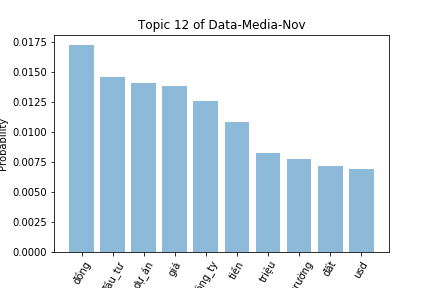 Topic 12 of Data-Media-Nov
Probability
0.0175
0.0150
0.0125
0.0100
0.0075
0.0050
0.0025
0.0000
đồng
dự_án
giá
tiền
triệu
đất
usd